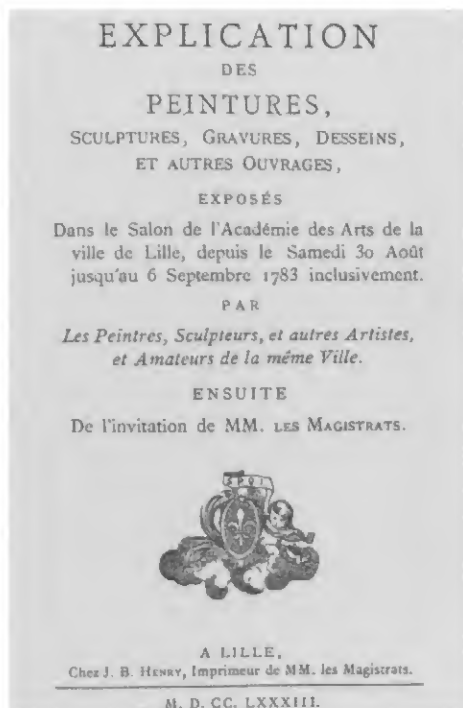 EXPLICATION
DES
PEINTURES,
SCULPTURES, GRAVURES, DESSEINS,
ET AUTRES OUVRAGES,
EXPOSÉS
Dans le Salon de l'Académie des Arts de la
ville de Lille, depuis le Samedi 30 Août
jusqu'au 6 Septembre 1783 inclusivement.
PAR
Les Peintres, Sculpteurs, et autres Artistes,
et Amateurs de la même Ville.
ENSUITE
De l'invitation de MM. LES MAGISTRATS.
A LILLE,
Chez J. B. HENRY, Imprimeur de MM. les Magistrats.
M. D. CC. LXXXIII.